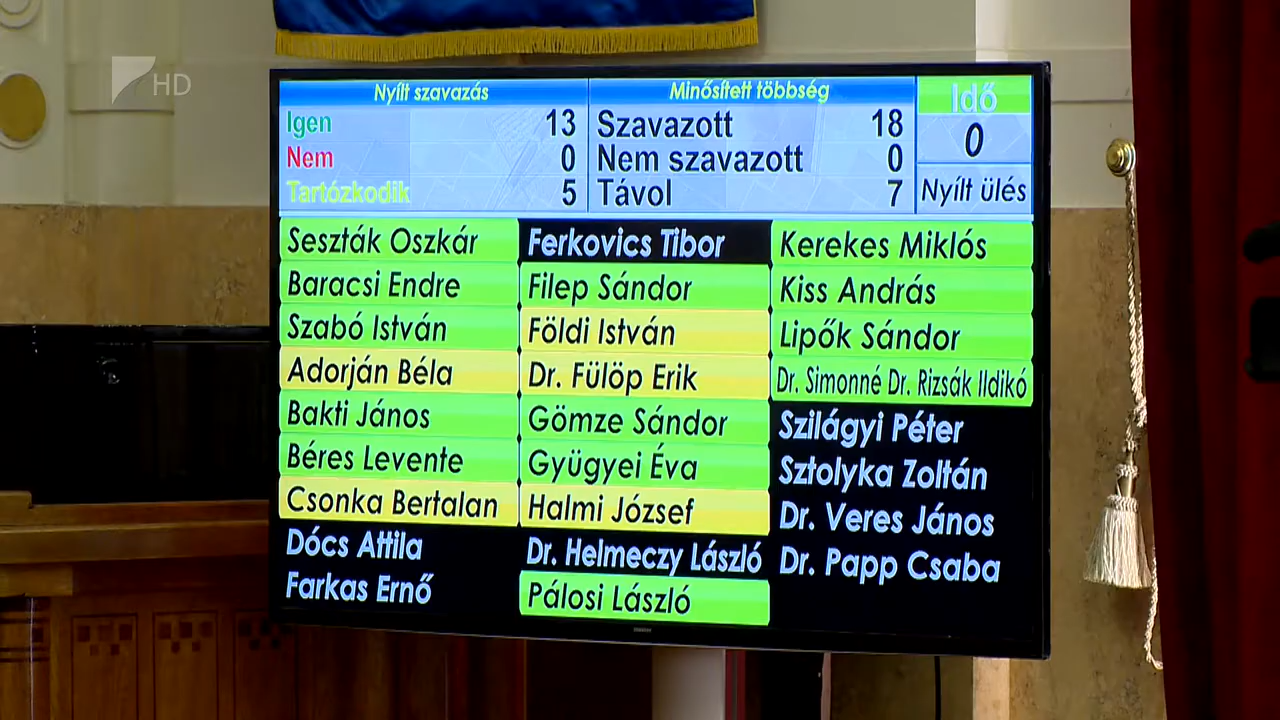 HD
Nyílt szavazás
Igen 13
Nem 0
Tartózkodik 5
Minősített többség
Szavazott 18
Nem szavazott 0
Távol 7
Idő
0
Nyílt ülés
Seszták Oszkár
Baracsi Endre
Szabó István
Adorján Béla
Bakti János
Béres Levente
Csonka Bertalan
Dócs Attila
Farkas Ernő
Ferkovics Tibor
Filep Sándor
Földi István
Dr. Fülöp Erik
Gömze Sándor
Gyügyei Éva
Halmi József
Dr. Helmeczy László
Pálosi László
Kerekes Miklós
Kiss András
Lipők Sándor
Dr. Simonné Dr. Rizsák Ildikó
Szilágyi Péter
Sztolyka Zoltán
Dr. Veres János
Dr. Papp Csaba